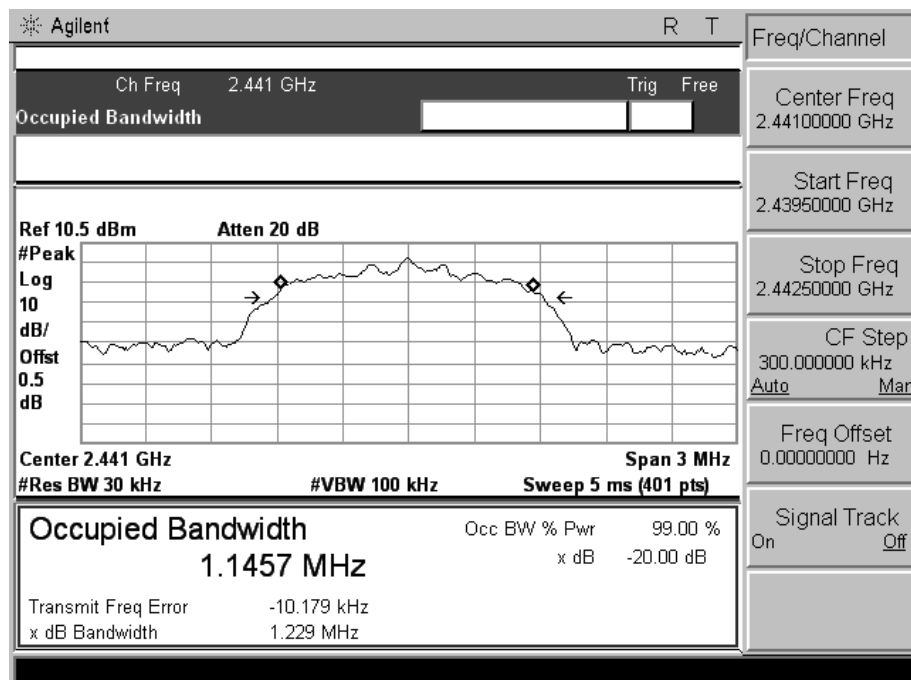 Agilent R T
Ch Freq 2.441 GHz Trig Free
Occupied Bandwidth
Ref 10.5 dBm Atten 20 dB
#Peak
Log
10
dB/
Offst
0.5
dB
Center 2.441 GHz Span 3 MHz
#Res BW 30 kHz #VBW 100 kHz Sweep 5 ms (401 pts)
Occupied Bandwidth
1.1457 MHz
Occ BW % Pwr 99.00 %
x dB -20.00 dB
Transmit Freq Error -10.179 kHz
x dB Bandwidth 1.229 MHz
Freq/Channel
Center Freq
2.44100000 GHz
Start Freq
2.43950000 GHz
Stop Freq
2.44250000 GHz
CF Step
300.000000 kHz
Auto Mar
Freq Offset
0.00000000 Hz
Signal Track
On Off